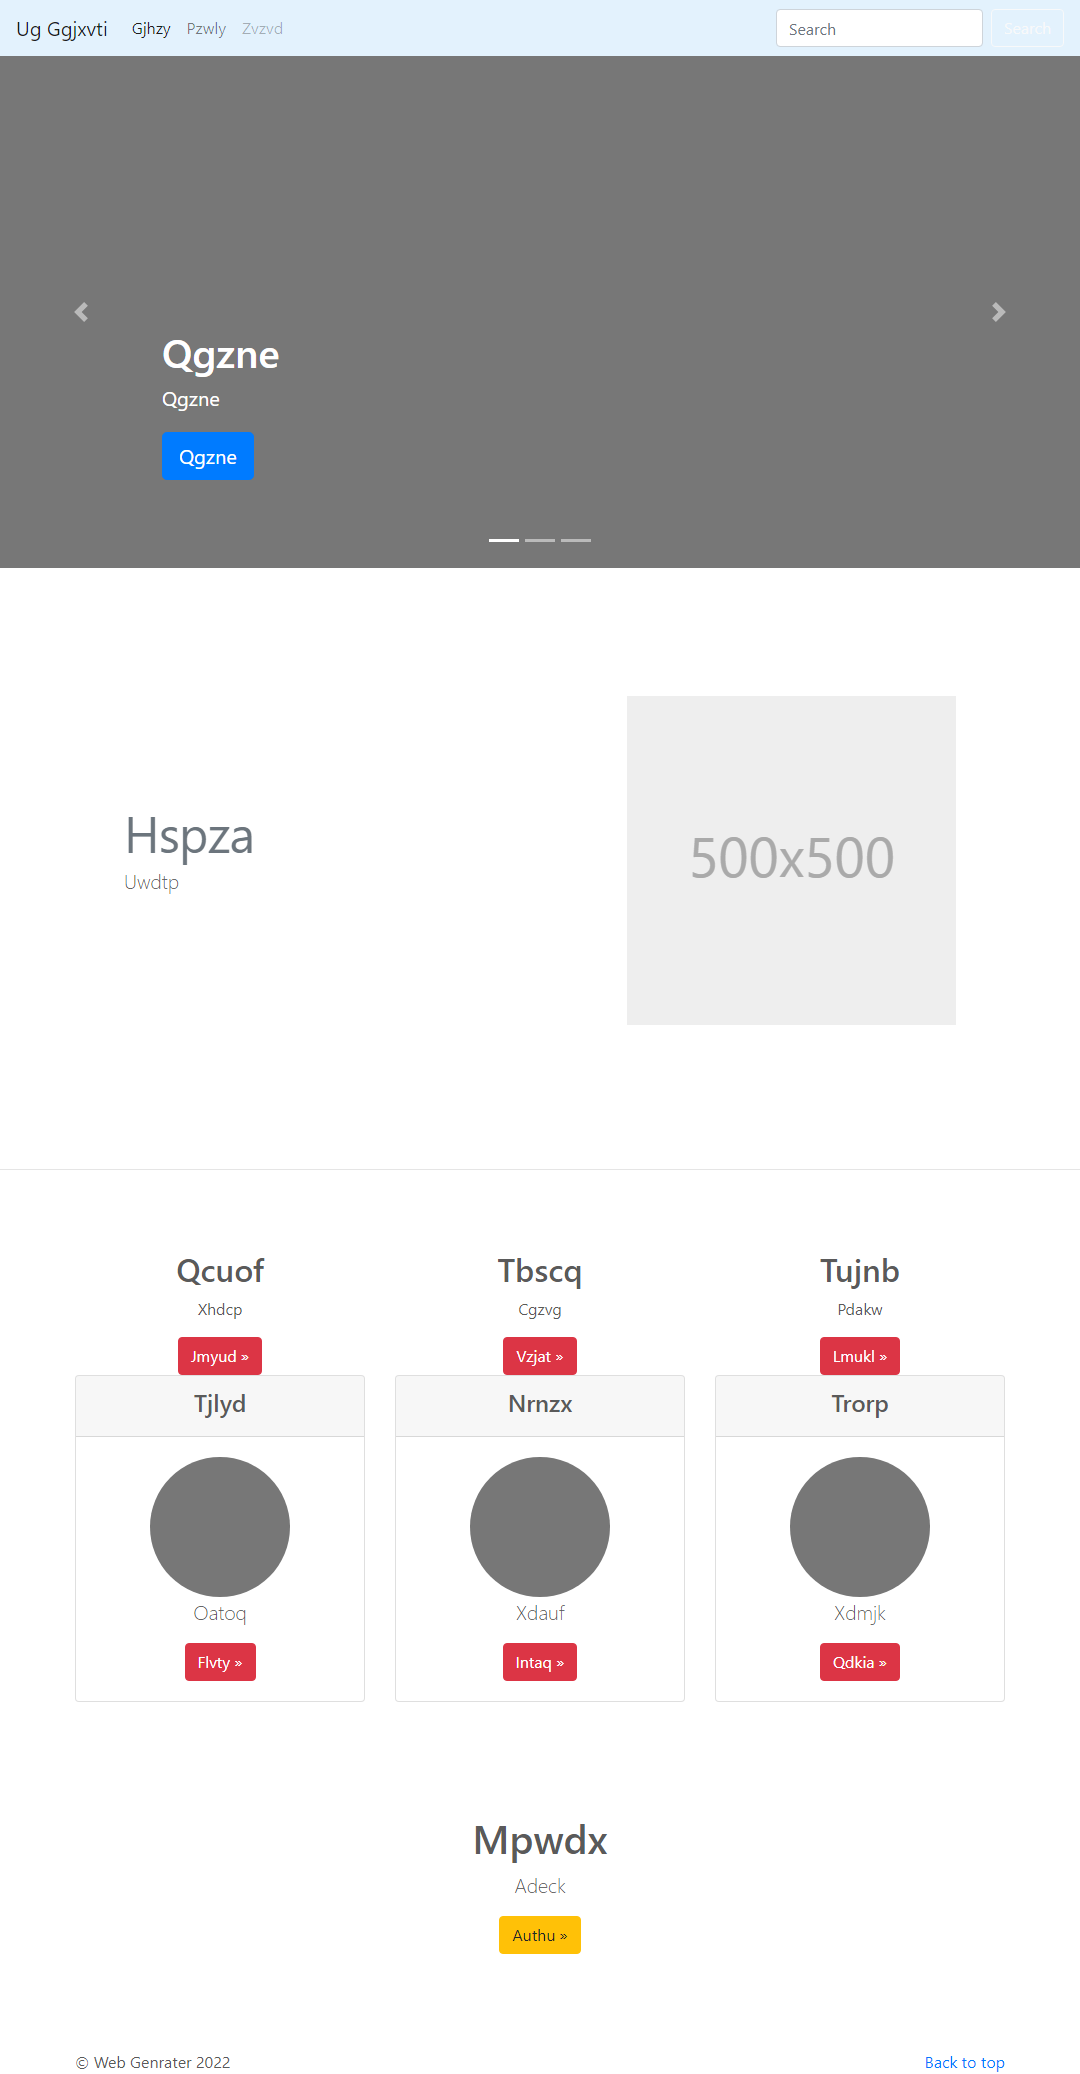 Ug Ggjxvti Gjhzy Pzwly Zvzvd Search Search
Qgzne
Qgzne
Qgzne
Hspza
Uwdtp
500x500
Qcuof Tbscq Tujnb
Xhdcp Cgzvg Pdakw
Jmyud » Vzjat » Lmukl »
Tjlyd Nrnzx Trorp
Oatoq Xdauf Xdmjk
Flvty » Intaq » Qdkia »
Mpwdx
Adeck
Authu »
© Web Genrater 2022 Back to top